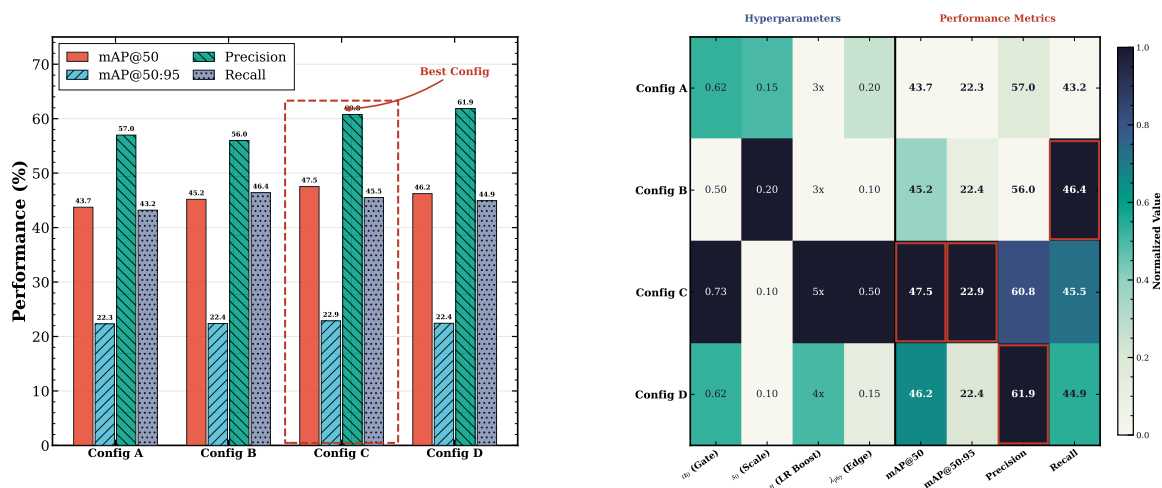 mAP@50
mAP@50:95
Precision
Recall
Best Config
Performance (%)
70
60
50
40
30
20
10
0
43.7
22.3
57.0
43.2
45.2
22.4
56.0
46.4
47.5
22.9
60.8
45.5
46.2
22.4
61.9
44.9
Config A
Config B
Config C
Config D
Hyperparameters
Performance Metrics
Config A 0.62 0.15 3x 0.20 43.7 22.3 57.0 43.2
Config B 0.50 0.20 3x 0.10 45.2 22.4 56.0 46.4
Config C 0.73 0.10 5x 0.50 47.5 22.9 60.8 45.5
Config D 0.62 0.10 4x 0.15 46.2 22.4 61.9 44.9
(Gate)
s₀ (Scale)
(LR Boost)
(Edge)
mAP@50
mAP@50:95
Precision
Recall
1.0
0.8
0.6
0.4
0.2
0.0
Normalized Value